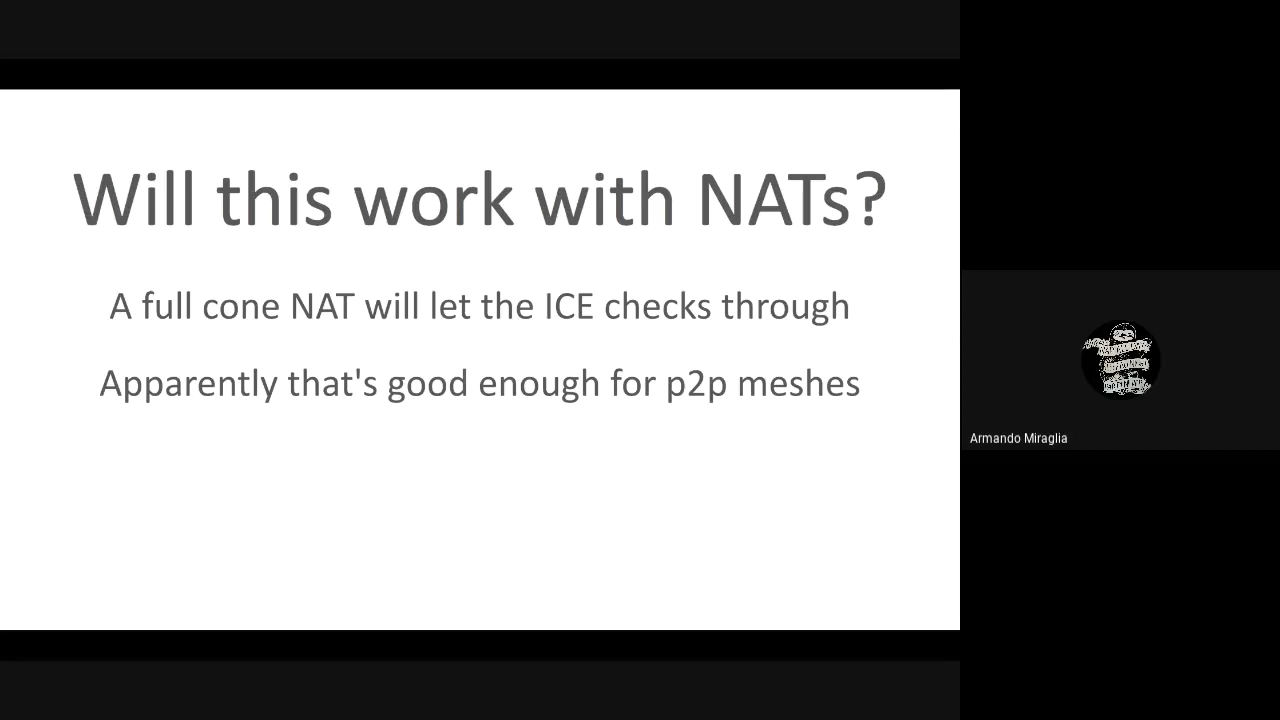 Will this work with NATs?
A full cone NAT will let the ICE checks through
Apparently that's good enough for p2p meshes
Armando Miraglia